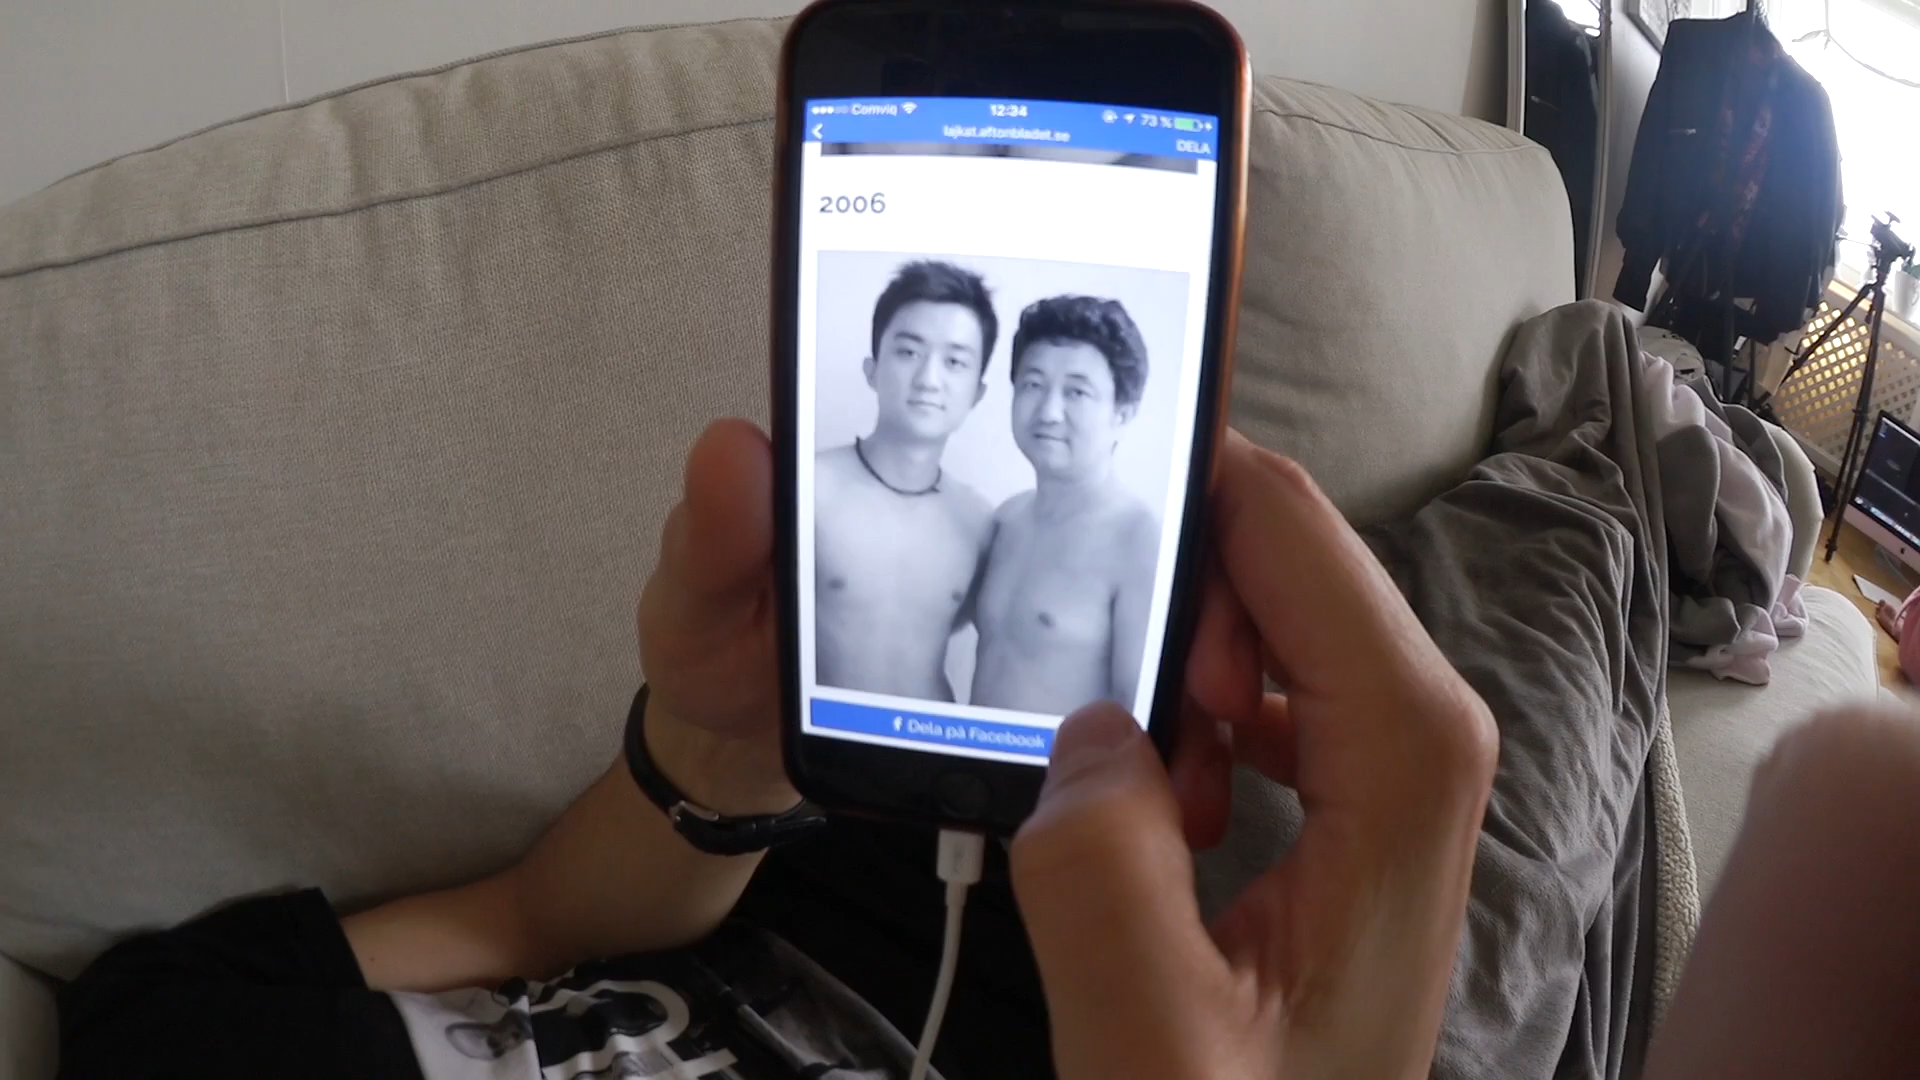 Comviq 12:34 73 %
lajkat.aftonbladet.se
DELA
2006
f Dela på Facebook